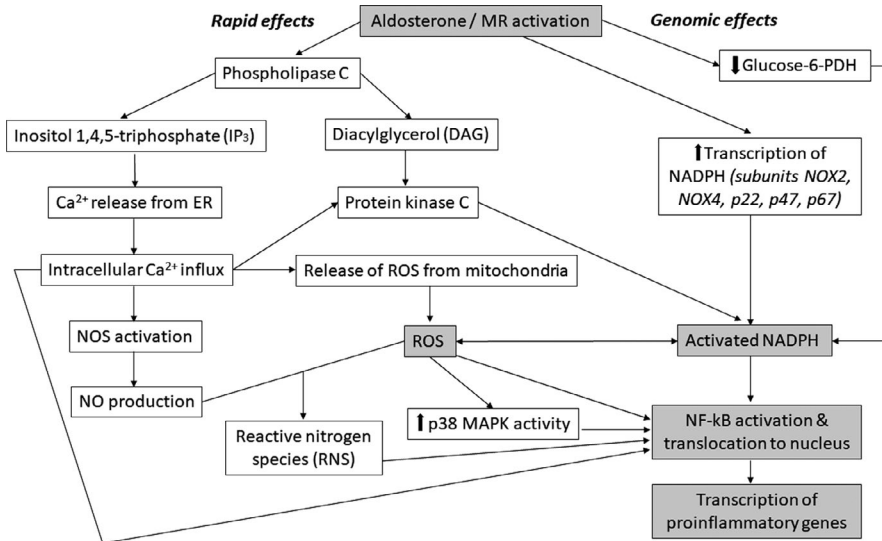 Rapid effects
Aldosterone / MR activation
Genomic effects
⬇Glucose-6-PDH
Phospholipase C
Inositol 1,4,5-triphosphate (IP₃)
Diacylglycerol (DAG)
⬆Transcription of
NADPH (subunits NOX2,
NOX4, p22, p47, p67)
Ca²⁺ release from ER
Protein kinase C
Intracellular Ca²⁺ influx
Release of ROS from mitochondria
NOS activation
ROS
Activated NADPH
NO production
⬆p38 MAPK activity
NF-kB activation &
translocation to nucleus
Reactive nitrogen
species (RNS)
Transcription of
proinflammatory genes